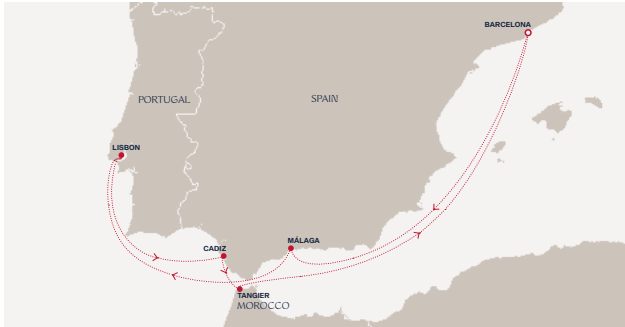 BARCELONA
PORTUGAL
SPAIN
LISBON
CADIZ
MÁLAGA
TANGIER
MOROCCO